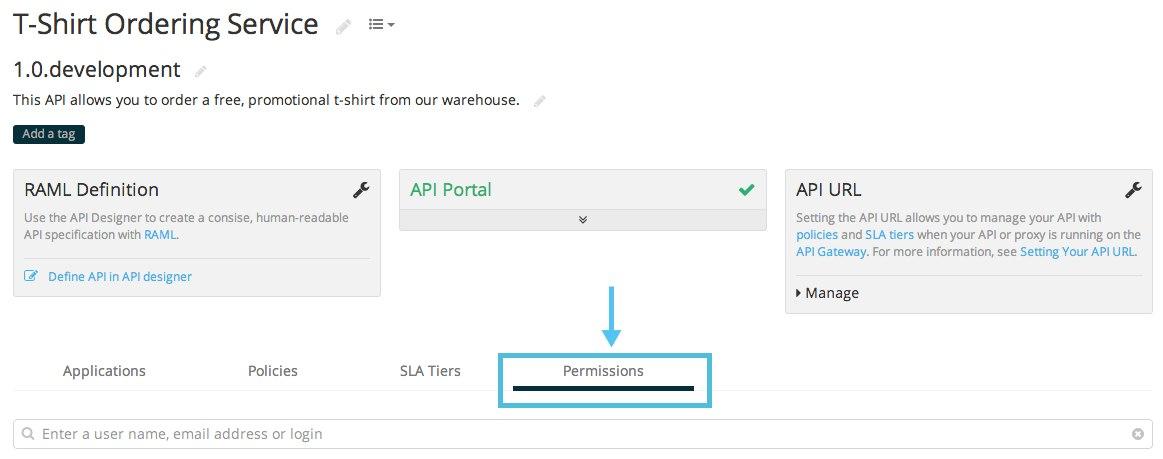 T-Shirt Ordering Service
1.0.development
This API allows you to order a free, promotional t-shirt from our warehouse.
Add a tag
RAML Definition
Use the API Designer to create a consise, human-readable
API specification with RAML.
Define API in API designer
API Portal
API URL
Setting the API URL allows you to manage your API with
policies and SLA tiers when your API or proxy is running on the
API Gateway. For more information, see Setting Your API URL.
Manage
Applications
Policies
SLA Tiers
Permissions
Enter a user name, email address or login